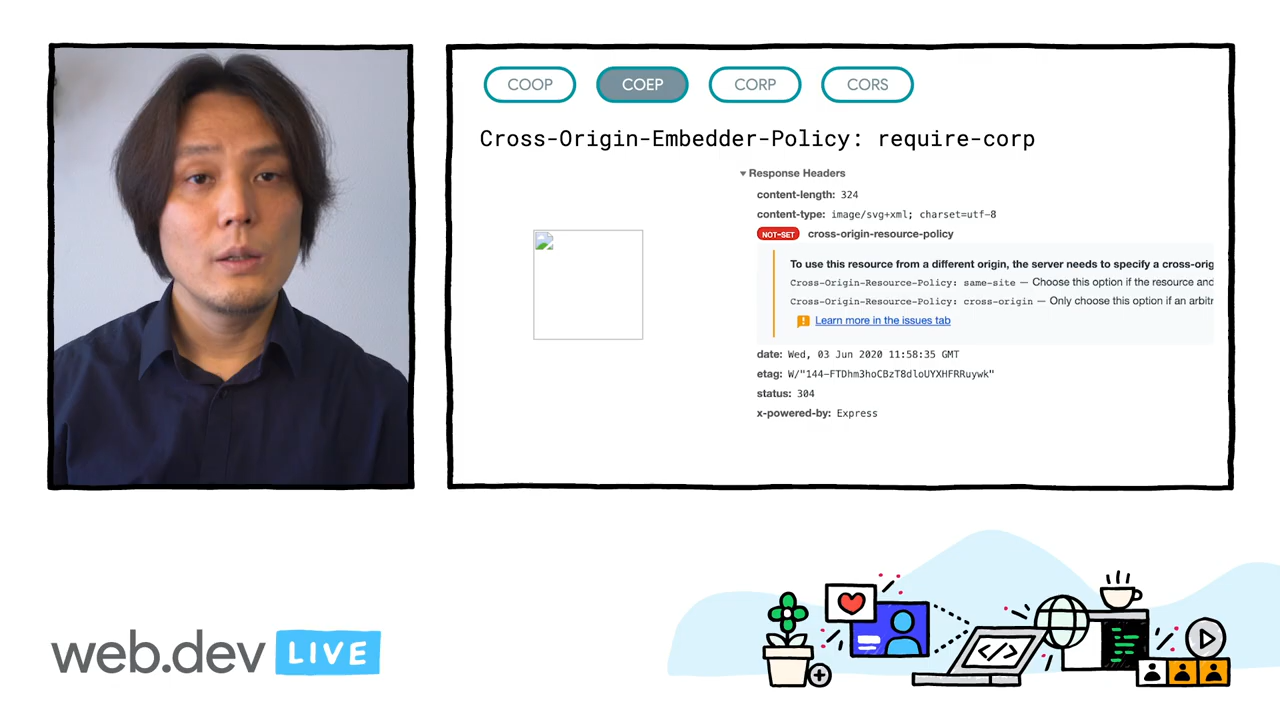 COOP COEP CORP CORS
Cross-Origin-Embedder-Policy: require-corp
Response Headers
content-length: 324
content-type: image/svg+xml; charset=utf-8
NOT-SET cross-origin-resource-policy
To use this resource from a different origin, the server needs to specify a cross-orig
Cross-Origin-Resource-Policy: same-site — Choose this option if the resource and
Cross-Origin-Resource-Policy: cross-origin — Only choose this option if an arbitr
Learn more in the issues tab
date: Wed, 03 Jun 2020 11:58:35 GMT
etag: W/"144-FTDhm3hoCBzT8dloUYXHFRRuywk"
status: 304
x-powered-by: Express
web.dev LIVE